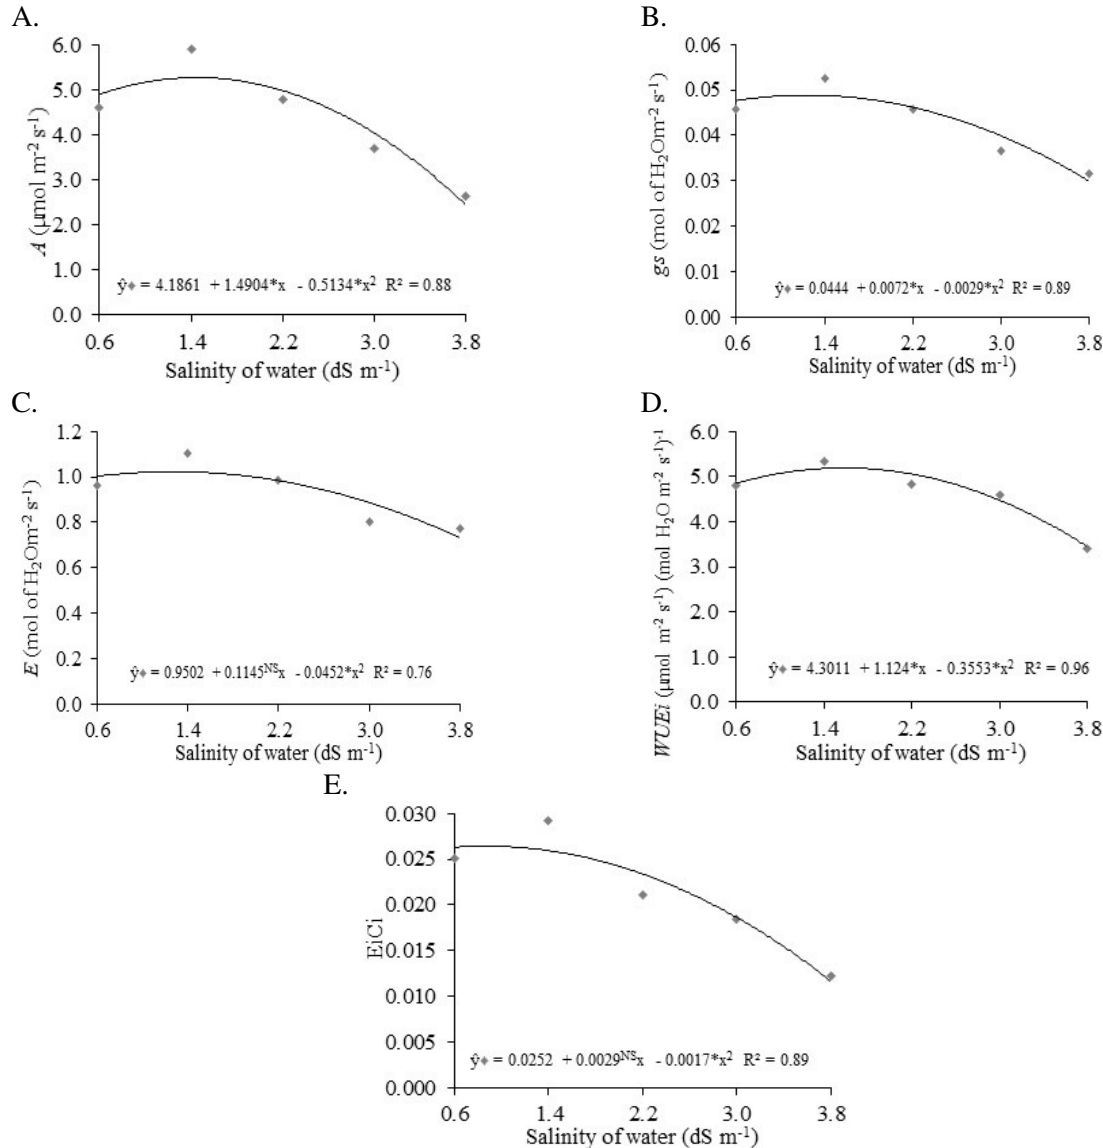 A.
6.0
5.0
4.0
3.0
2.0
1.0
0.0
A (μmol m⁻² s⁻¹)
ŷ = 4.1861 + 1.4904*x - 0.5134*x² R² = 0.88
0.6 1.4 2.2 3.0 3.8
Salinity of water (dS m⁻¹)
B.
0.06
0.05
0.04
0.03
0.02
0.01
0.00
gs (mol of H₂Om⁻² s⁻¹)
ŷ = 0.0444 + 0.0072*x - 0.0029*x² R² = 0.89
0.6 1.4 2.2 3.0 3.8
Salinity of water (dS m⁻¹)
C.
1.2
1.0
0.8
0.6
0.4
0.2
0.0
E (mol of H₂Om⁻² s⁻¹)
ŷ = 0.9502 + 0.1145ᴺˢx - 0.0452*x² R² = 0.76
0.6 1.4 2.2 3.0 3.8
Salinity of water (dS m⁻¹)
D.
6.0
5.0
4.0
3.0
2.0
1.0
0.0
WUEi (μmol m⁻² s⁻¹) (mol H₂O m⁻² s⁻¹)⁻¹
ŷ = 4.3011 + 1.124*x - 0.3553*x² R² = 0.96
0.6 1.4 2.2 3.0 3.8
Salinity of water (dS m⁻¹)
E.
0.030
0.025
0.020
0.015
0.010
0.005
0.000
EiCi
ŷ = 0.0252 + 0.0029ᴺˢx - 0.0017*x² R² = 0.89
0.6 1.4 2.2 3.0 3.8
Salinity of water (dS m⁻¹)